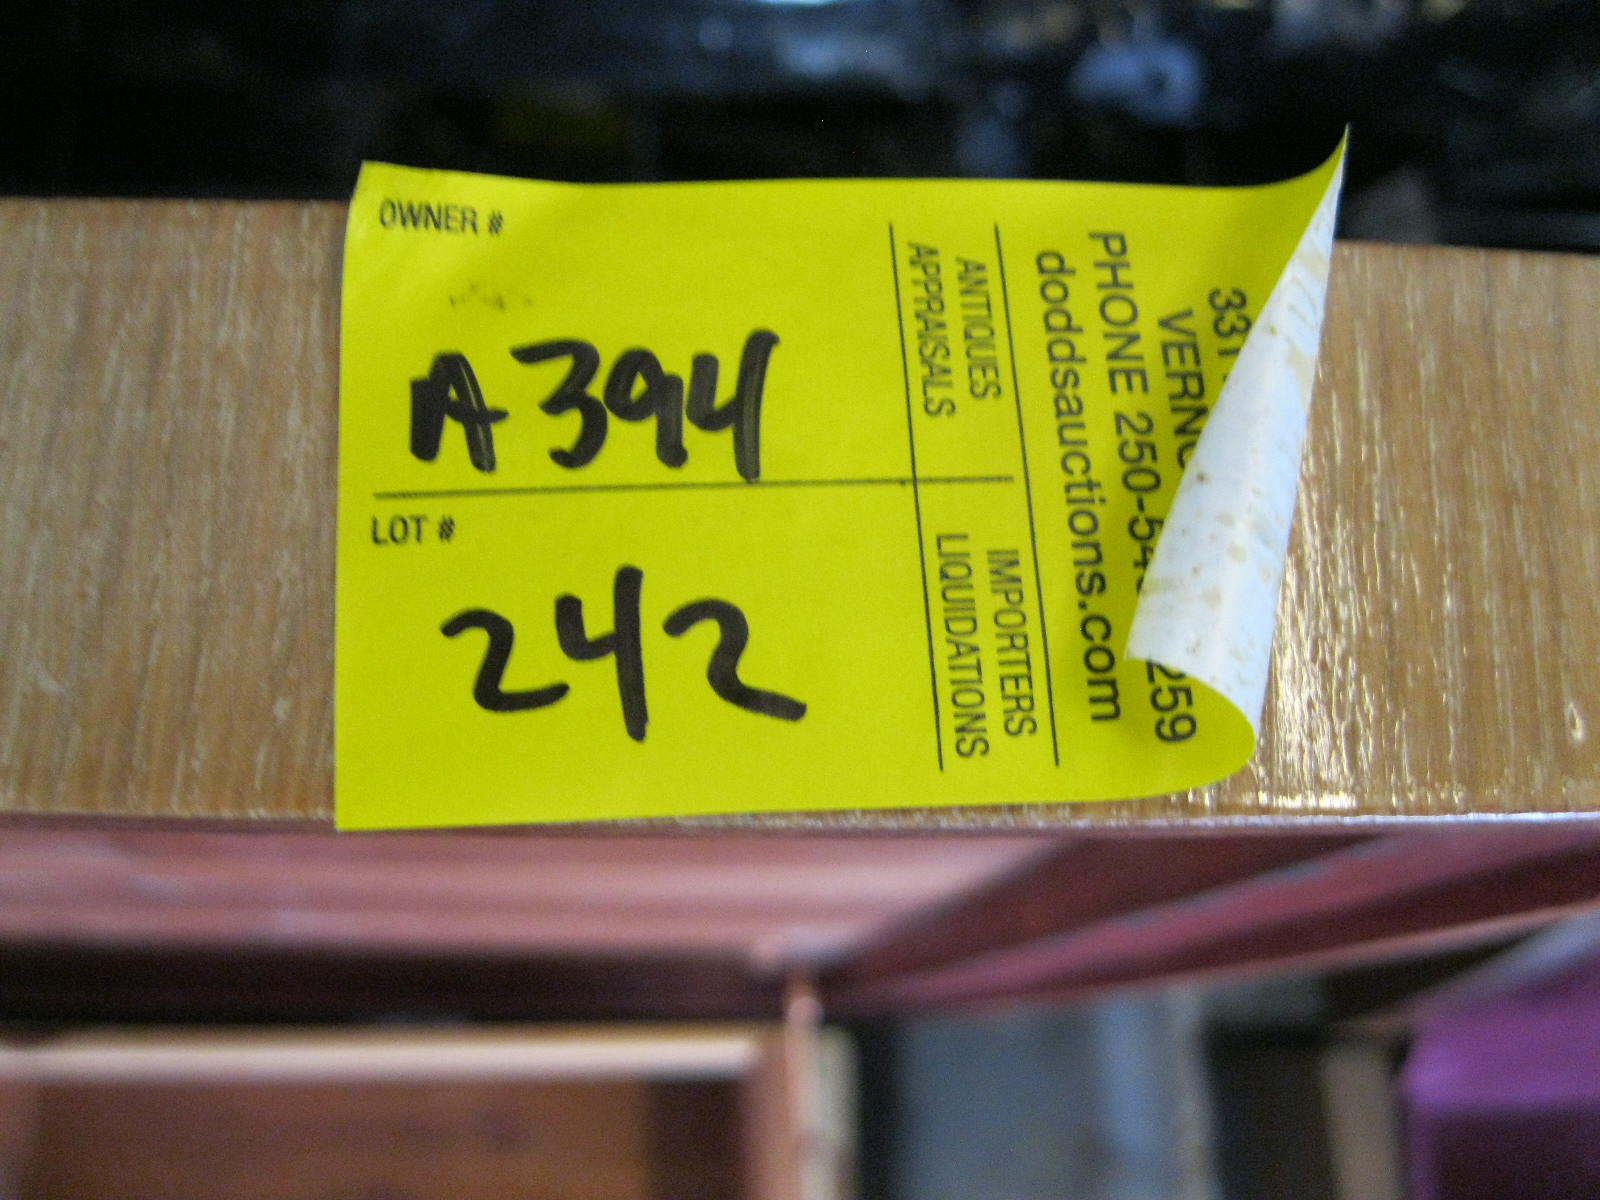 OWNER #
A394
LOT #
242
ANTIQUES
APPRAISALS
IMPORTERS
LIQUIDATIONS
PHONE 250-54
259
doddsauctions.com